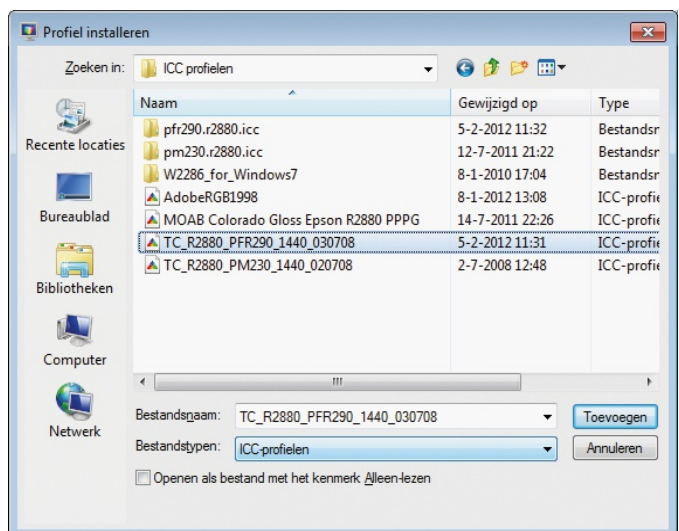 Profiel installeren
Zoeken in: ICC profielen
Naam Gewijzigd op Type
pfr290.r2880.icc 5-2-2012 11:32 Bestandsr
pm230.r2880.icc 12-7-2011 21:22 Bestandsr
W2286_for_Windows7 8-1-2010 17:04 Bestandsr
AdobeRGB1998 8-1-2012 13:08 ICC-profie
MOAB Colorado Gloss Epson R2880 PPPG 14-7-2011 22:26 ICC-profie
TC_R2880_PFR290_1440_030708 5-2-2012 11:31 ICC-profie
TC_R2880_PM230_1440_020708 2-7-2008 12:48 ICC-profie
Recente locaties
Bureaublad
Bibliotheken
Computer
Netwerk
Bestandsnaam: TC_R2880_PFR290_1440_030708 Toevoegen
Bestandstypen: ICC-profielen Annuleren
Openen als bestand met het kenmerk Alleen-lezen